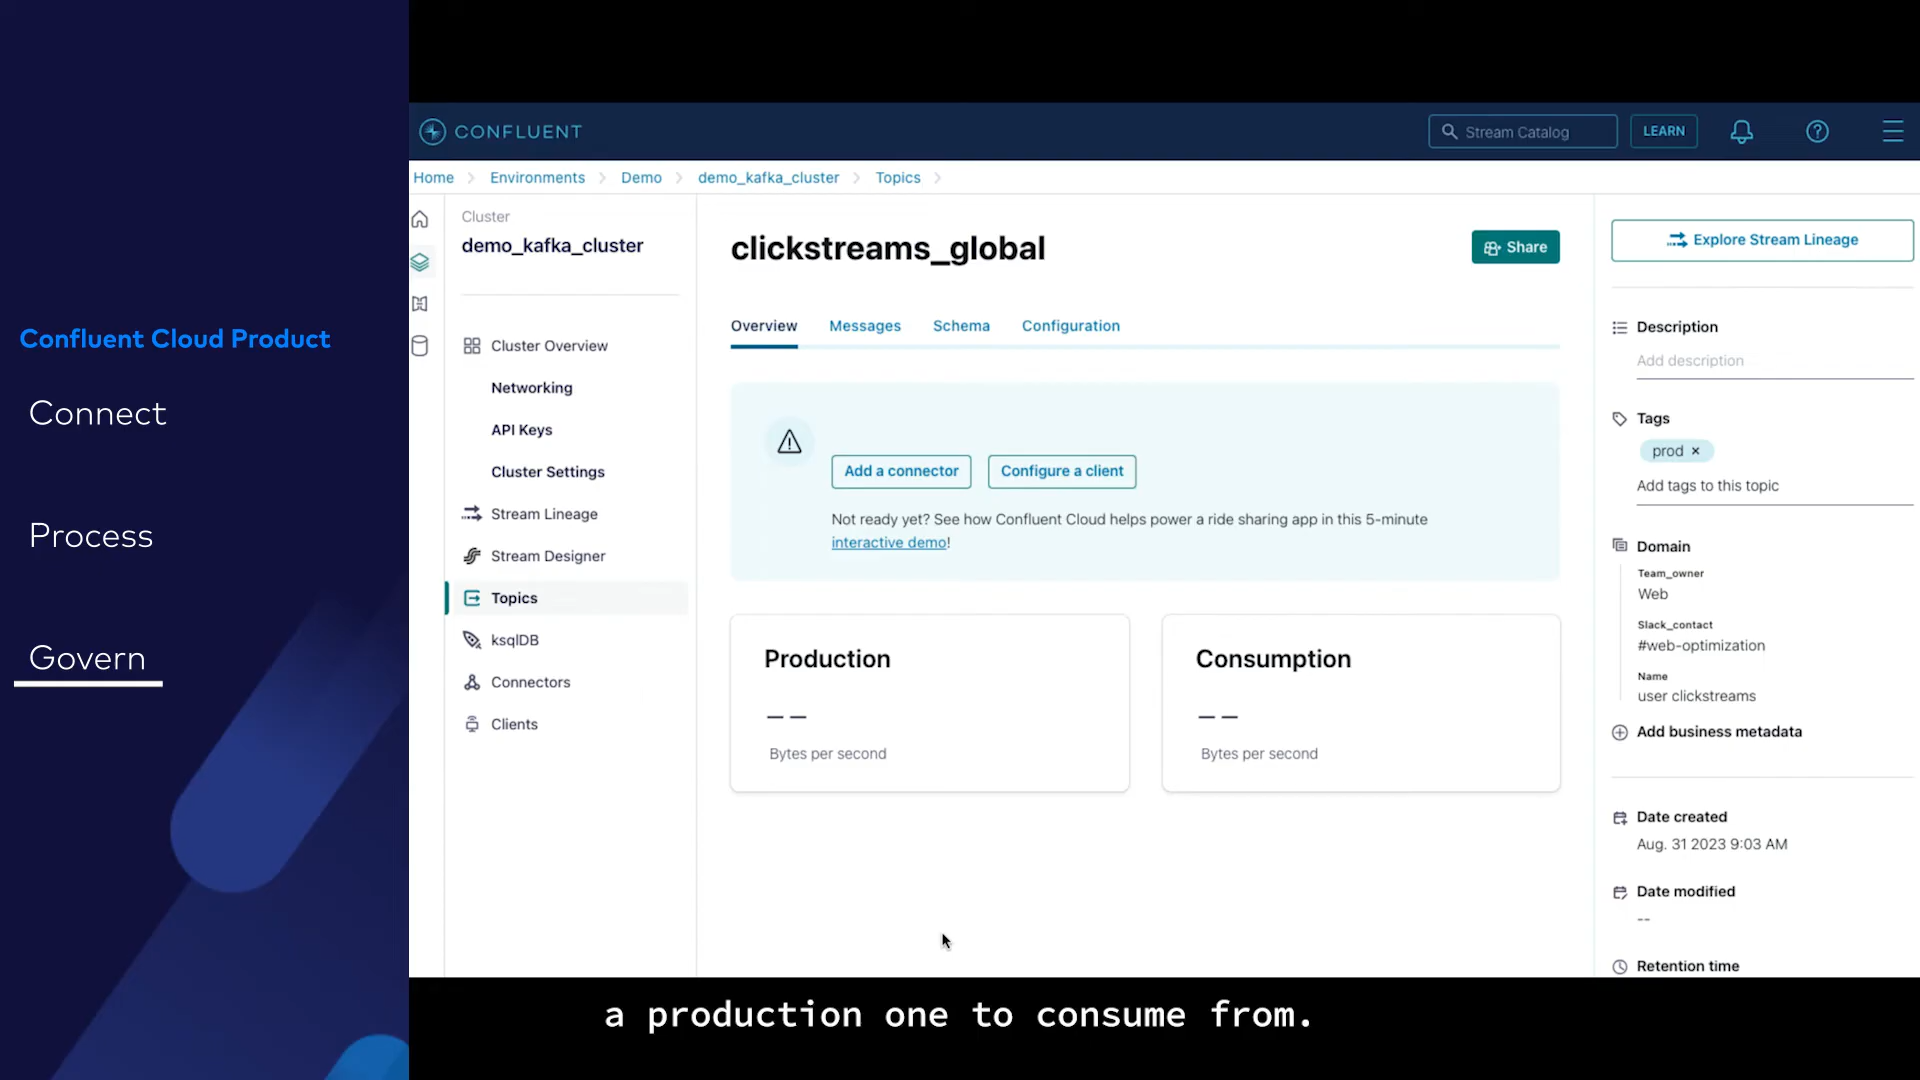 Confluent Cloud Product
Connect
Process
Govern
CONFLUENT
Stream Catalog
LEARN
Home
Environments
Demo
demo_kafka_cluster
Topics
Cluster
demo_kafka_cluster
Cluster Overview
Networking
API Keys
Cluster Settings
Stream Lineage
Stream Designer
Topics
ksqlDB
Connectors
Clients
clickstreams_global
Share
Overview
Messages
Schema
Configuration
Add a connector
Configure a client
Not ready yet? See how Confluent Cloud helps power a ride sharing app in this 5-minute
interactive demo!
Production
-- 
Bytes per second
Consumption
--
Bytes per second
Explore Stream Lineage
Description
Add description
Tags
prod ×
Add tags to this topic
Domain
Team_owner
Web
Slack_contact
#web-optimization
Name
user clickstreams
Add business metadata
Date created
Aug. 31 2023 9:03 AM
Date modified
--
Retention time
a production one to consume from.